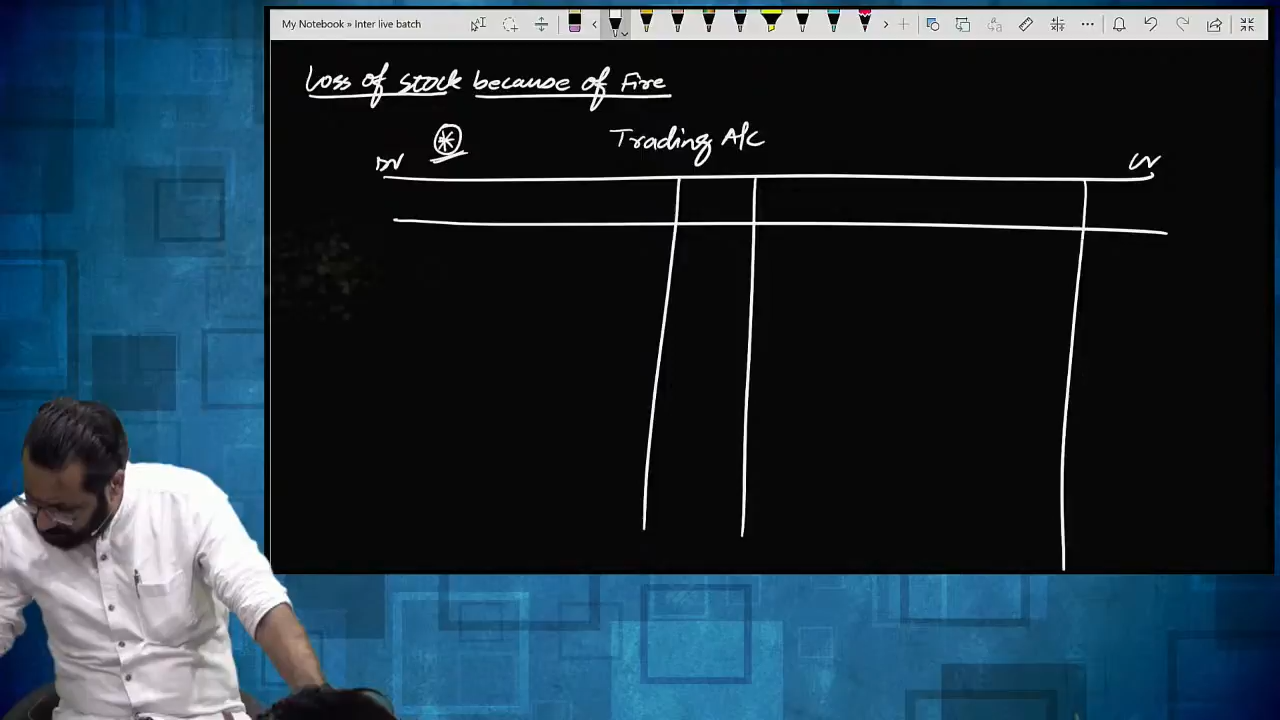 My Notebook » Inter live batch
Loss of stock because of Fire
Trading A/c
Dr Cr